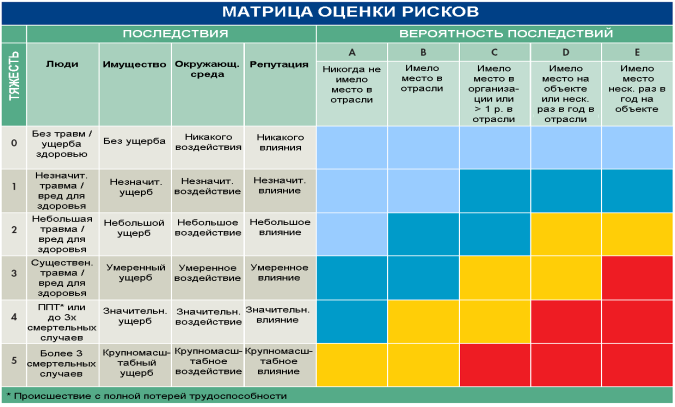 МАТРИЦА ОЦЕНКИ РИСКОВ
ТЯЖЕСТЬ
ПОСЛЕДСТВИЯ
ВЕРОЯТНОСТЬ ПОСЛЕДСТВИЙ
Люди
Имущество
Окружающ.
среда
Репутация
A
Никогда не
имело
место в
отрасли
B
Имело
место в
отрасли
C
Имело
место в
организа-
ции или
> 1 р. в
отрасли
D
Имело
место на
объекте
или неск.
раз в год в
отрасли
E
Имело
место
неск. раз в
год на
объекте
0
Без травм /
ущерба
здоровью
Без ущерба
Никакого
воздействия
Никакого
влияния
1
Незначит.
травма /
вред для
здоровья
Незначит.
ущерб
Незначит.
воздействие
Незначит.
влияние
2
Небольшая
травма /
вред для
здоровья
Небольшой
ущерб
Небольшое
воздействие
Небольшое
влияние
3
Существен.
травма /
вред для
здоровья
Умеренный
ущерб
Умеренное
воздействие
Умеренное
влияние
4
ППТ* или
до 3х
смертельных
случаев
Значительн.
ущерб
Значительн.
воздействие
Значительн.
влияние
5
Более 3
смертельных
случаев
Крупномасш-
табный
ущерб
Крупномасш-
табное
воздействие
Крупномасш-
табное
влияние
* Происшествие с полной потерей трудоспособности